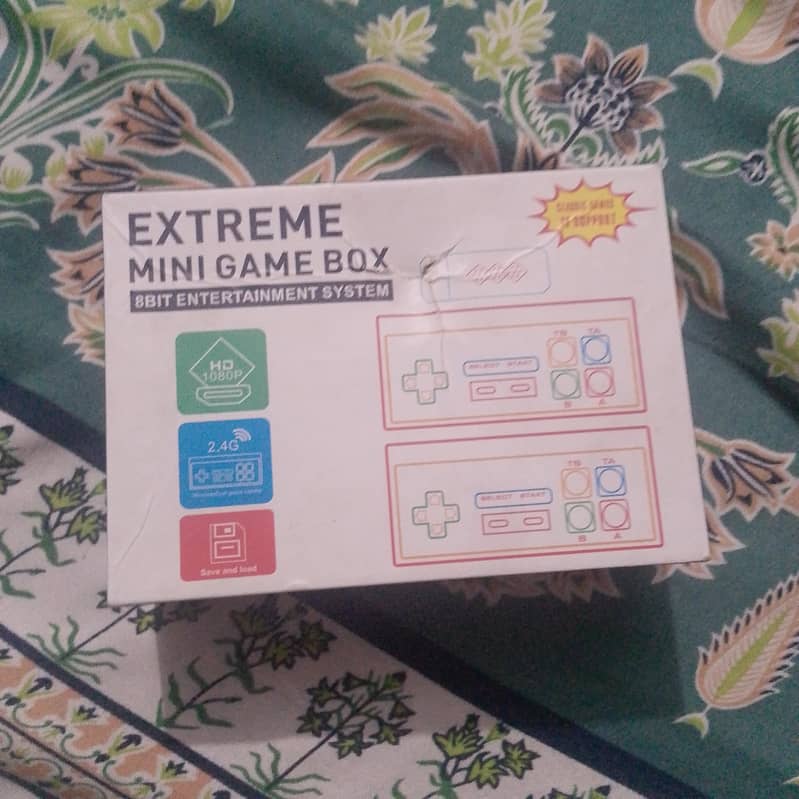 EXTREME
MINI GAME BOX
8BIT ENTERTAINMENT SYSTEM
HD
1080P
2.4G
Save and load
TB TA
SELECT START
B A
TB TA
SELECT START
B A